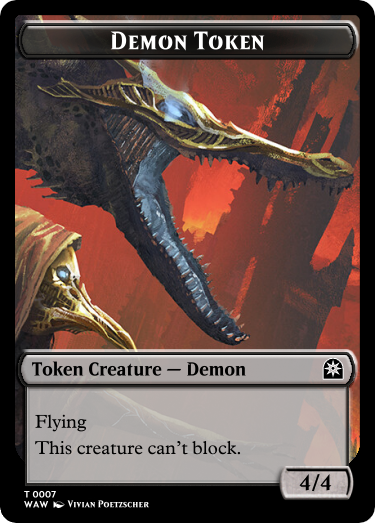 Demon Token
Token Creature — Demon
Flying
This creature can't block.
4/4
T 0007
WAW Vivian Poetzscher